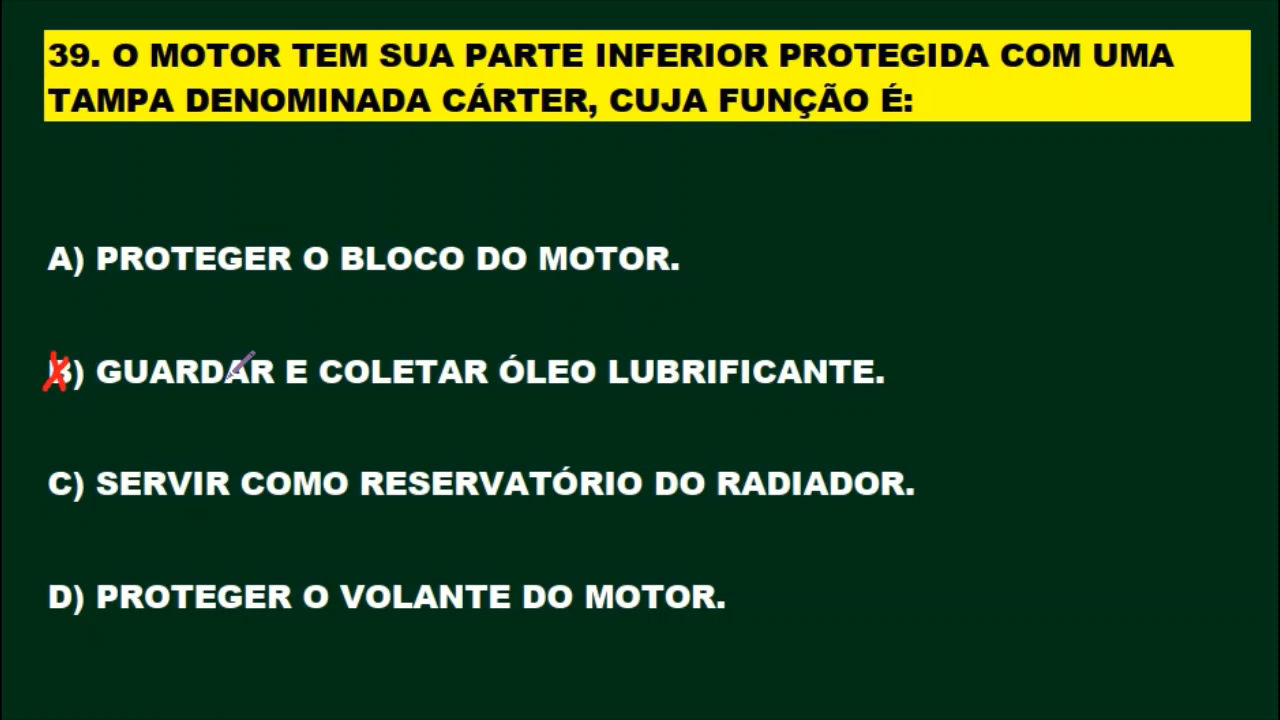 39. O MOTOR TEM SUA PARTE INFERIOR PROTEGIDA COM UMA
TAMPA DENOMINADA CÁRTER, CUJA FUNÇÃO É:
A) PROTEGER O BLOCO DO MOTOR.
B) GUARDAR E COLETAR ÓLEO LUBRIFICANTE.
C) SERVIR COMO RESERVATÓRIO DO RADIADOR.
D) PROTEGER O VOLANTE DO MOTOR.